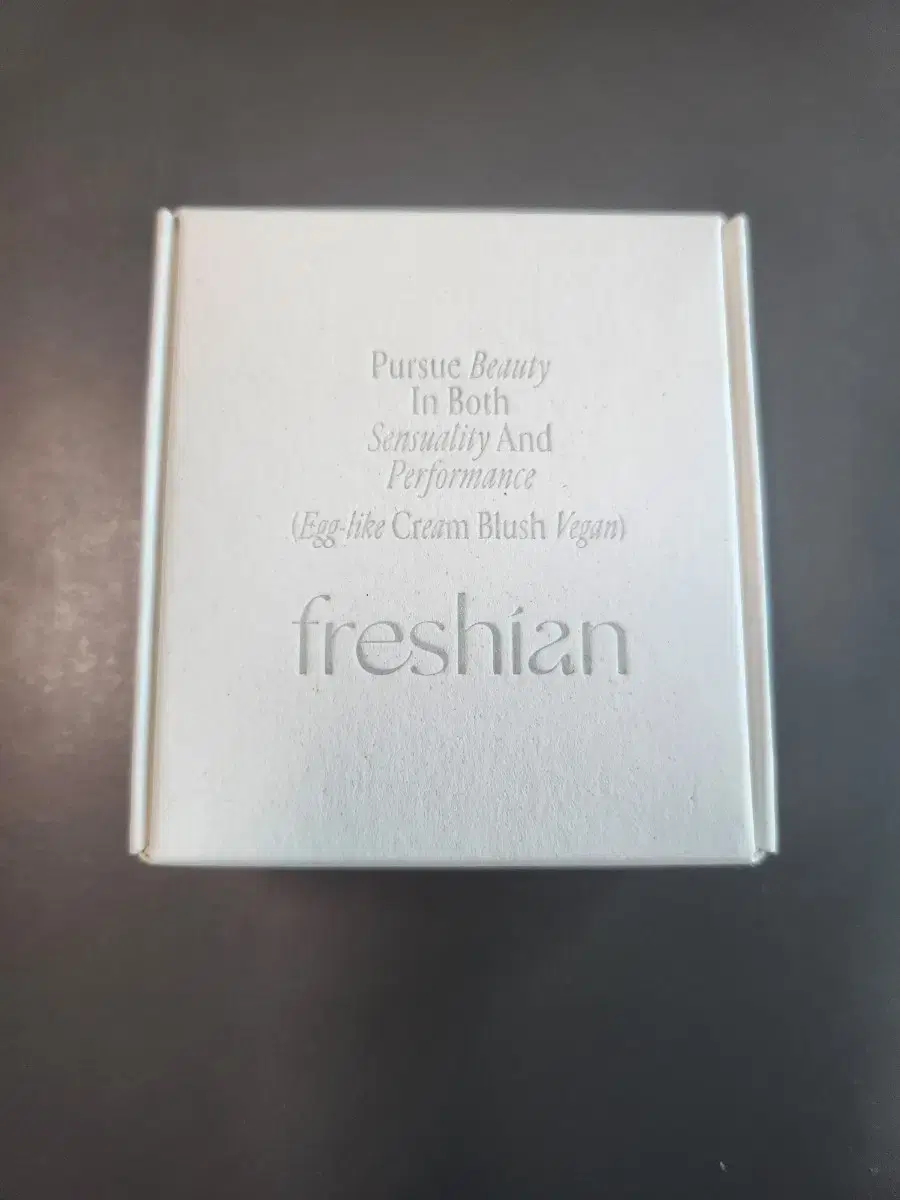 Pursue Beauty
In Both
Sensuality And
Performance
(Egg-like Cream Blush Vegan)
freshian